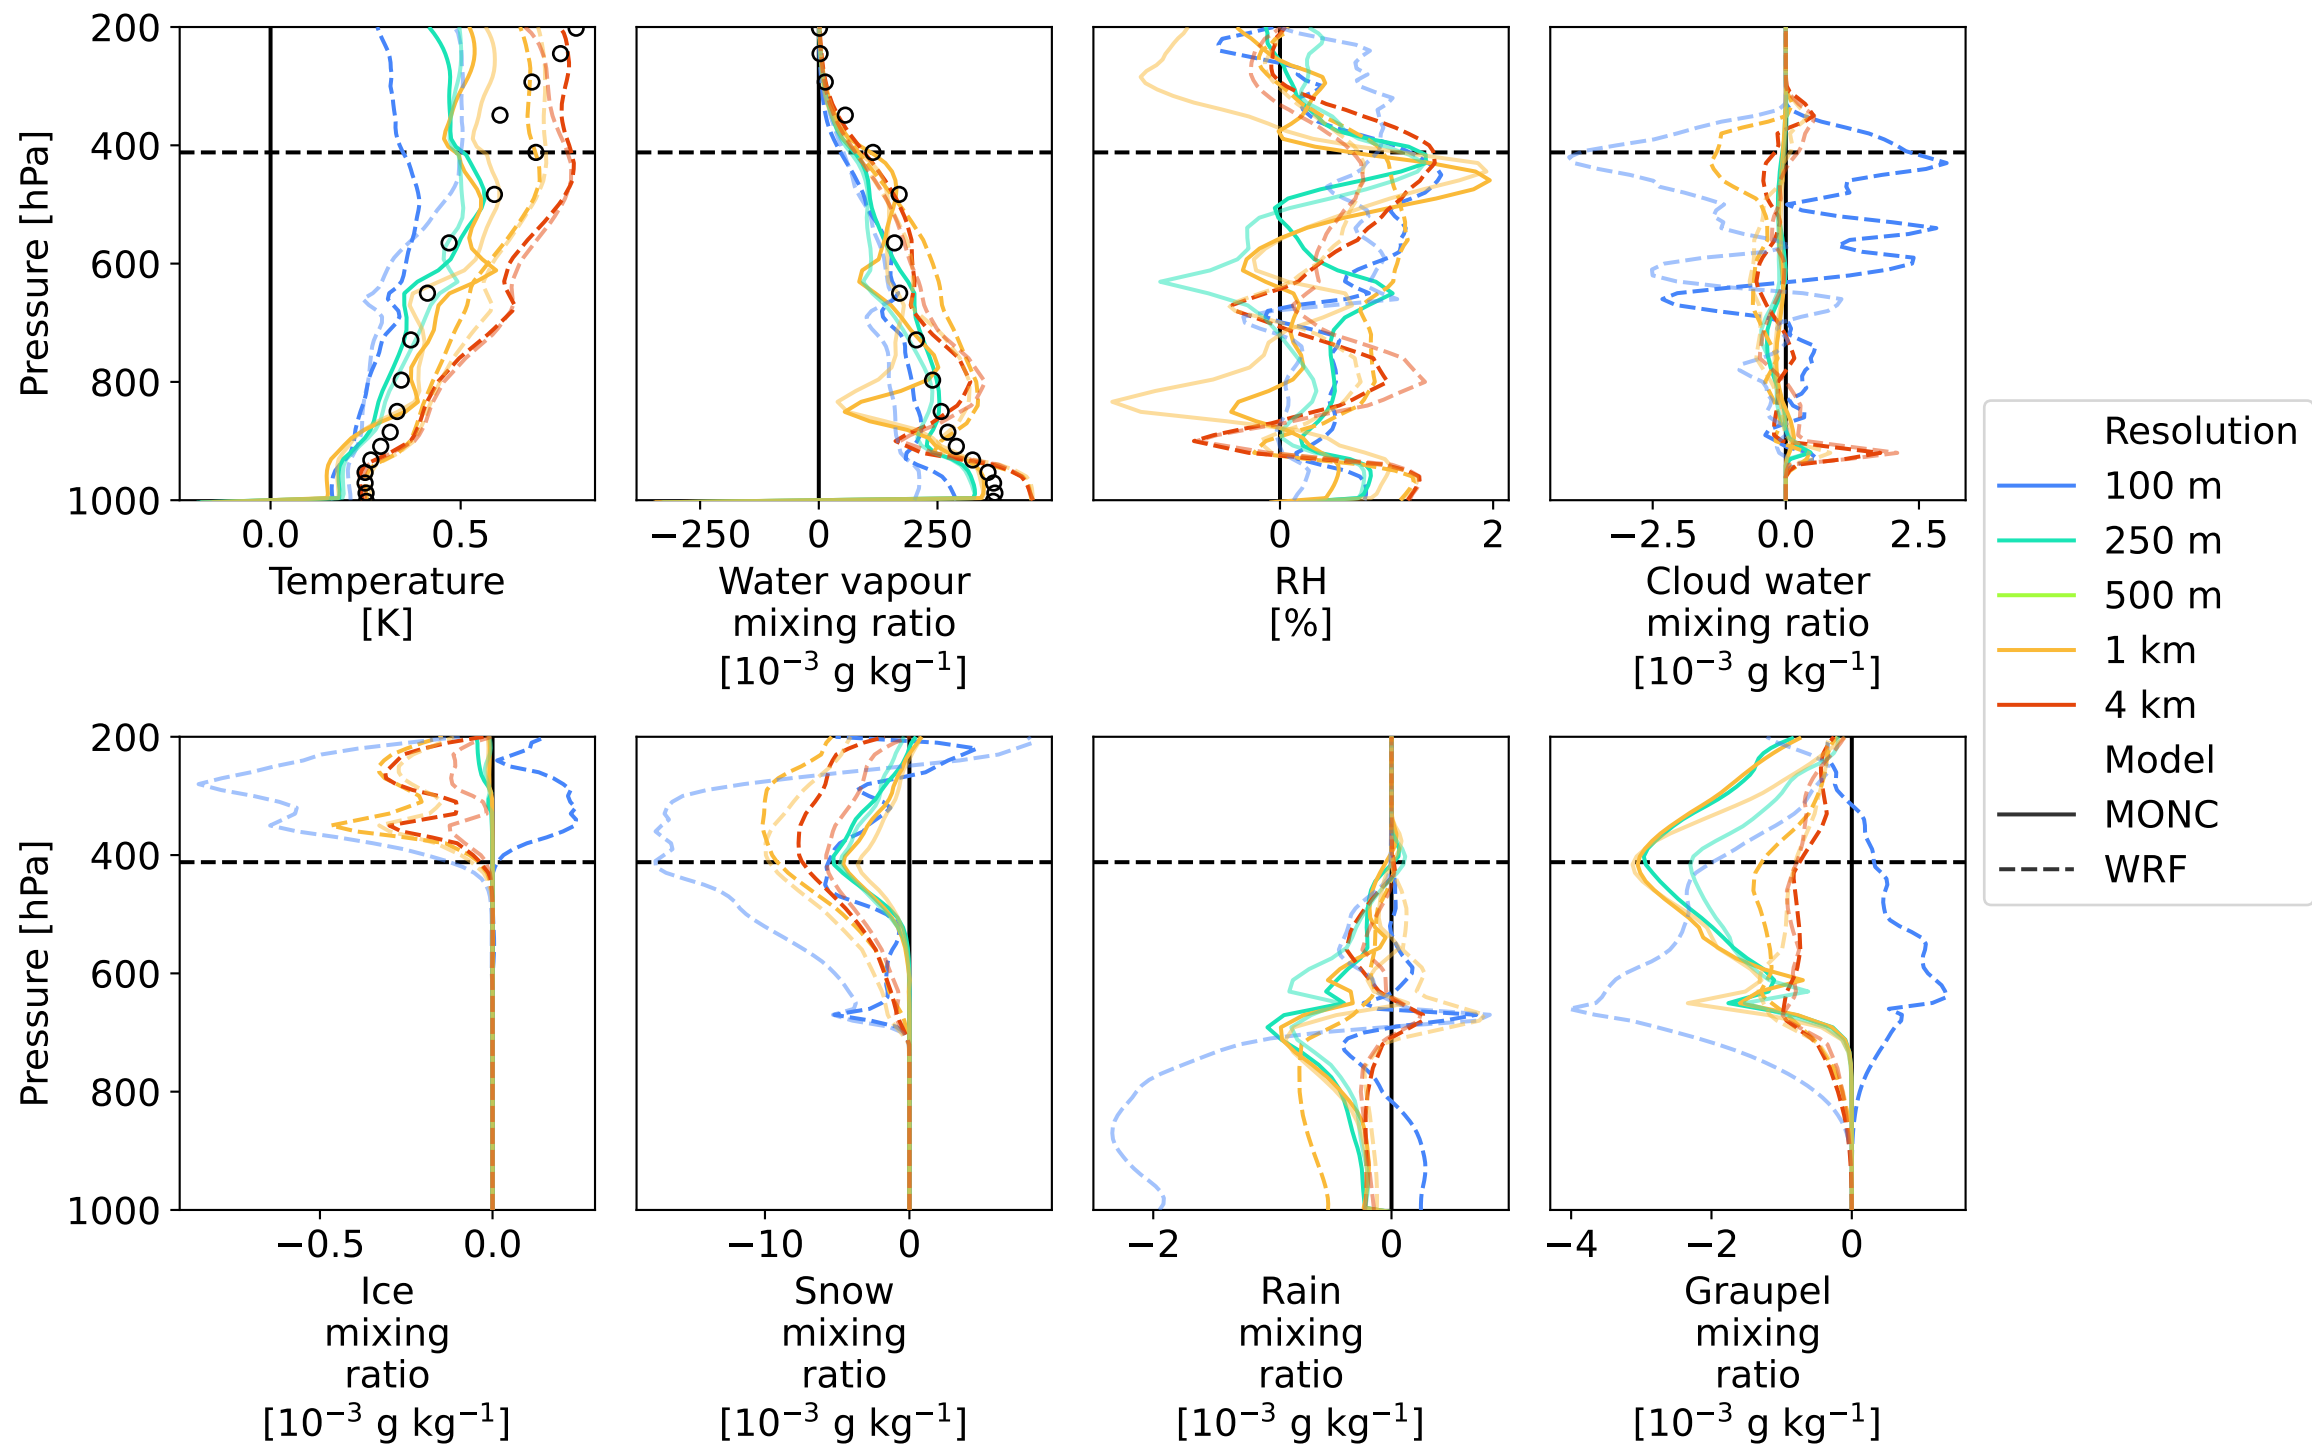 200
400
600
800
1000
Pressure [hPa]
0.0 0.5
Temperature
[K]
−250 0 250
Water vapour
mixing ratio
[10⁻³ g kg⁻¹]
0 2
RH
[%]
−2.5 0.0 2.5
Cloud water
mixing ratio
[10⁻³ g kg⁻¹]
Resolution
100 m
250 m
500 m
1 km
4 km
Model
MONC
WRF
200
400
600
800
1000
Pressure [hPa]
−0.5 0.0
Ice
mixing
ratio
[10⁻³ g kg⁻¹]
−10 0
Snow
mixing
ratio
[10⁻³ g kg⁻¹]
−2 0
Rain
mixing
ratio
[10⁻³ g kg⁻¹]
−4 −2 0
Graupel
mixing
ratio
[10⁻³ g kg⁻¹]